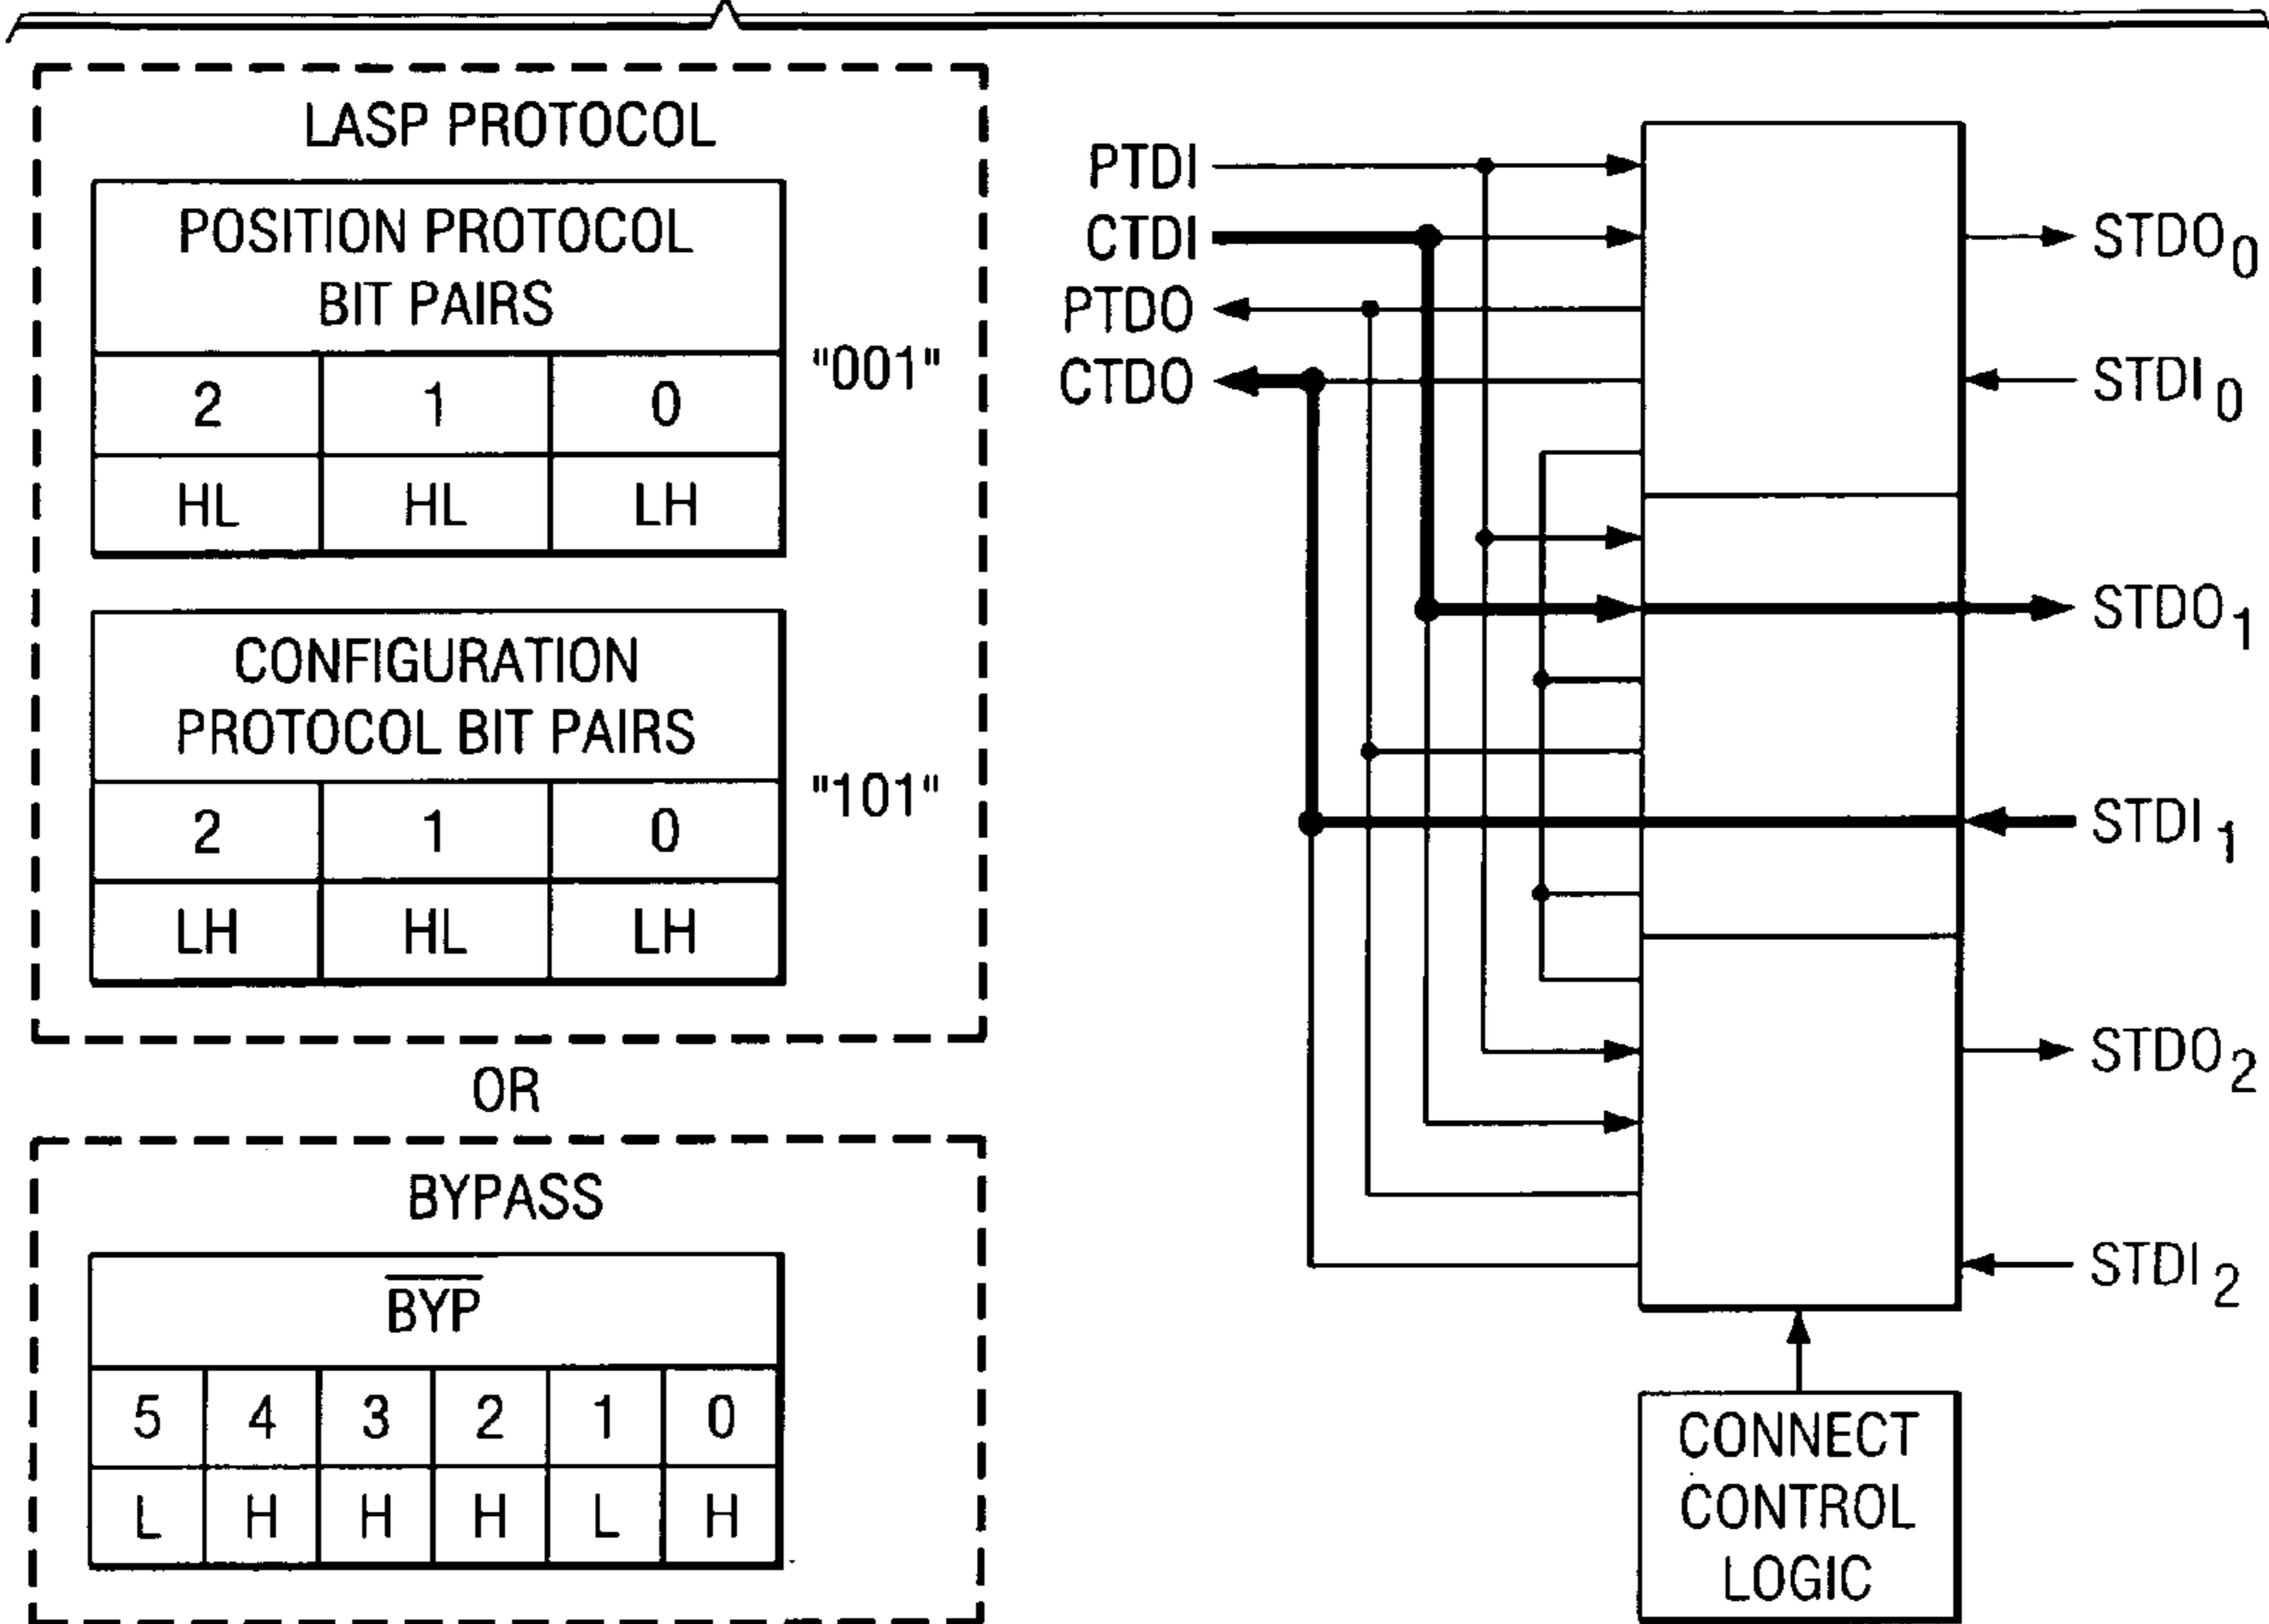 LASP PROTOCOL
POSITION PROTOCOL
BIT PAIRS
2 1 0
HL HL LH
"001"
CONFIGURATION
PROTOCOL BIT PAIRS
2 1 0
LH HL LH
"101"
OR
BYPASS
BYP
5 4 3 2 1 0
L H H H L H
PTDI
CTDI
PTDO
CTDO
STDO0
STDI0
STDO1
STDI1
STDO2
STDI2
CONNECT
CONTROL
LOGIC